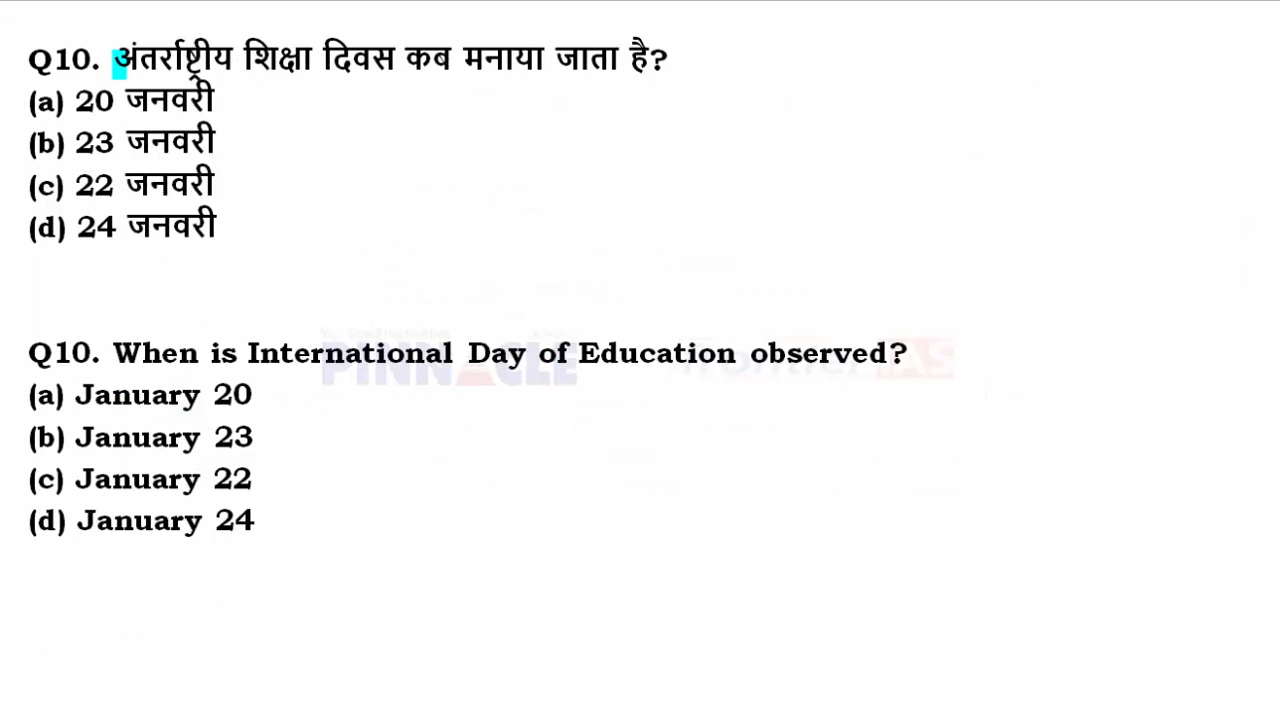 Q10. अंतर्राष्ट्रीय शिक्षा दिवस कब मनाया जाता है?
(a) 20 जनवरी
(b) 23 जनवरी
(c) 22 जनवरी
(d) 24 जनवरी
PINNACLE
Q10. When is International Day of Education observed?
(a) January 20
(b) January 23
(c) January 22
(d) January 24